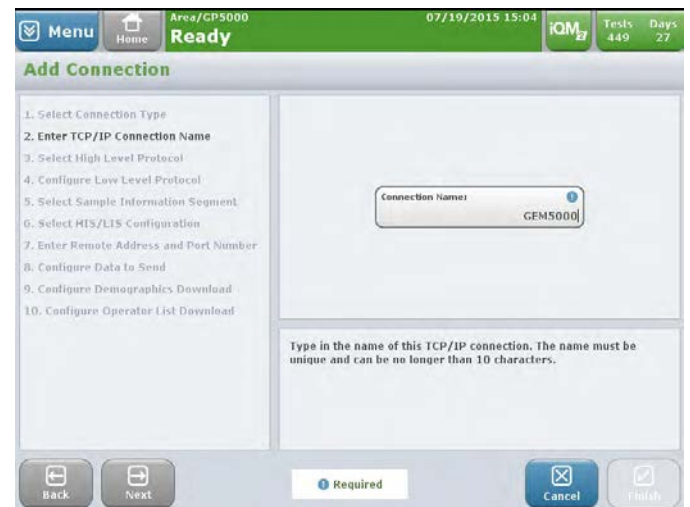 Menu
Home
Area/GP5000
Ready
07/19/2015 15:04
iQM2
Tests
449
Days
27
Add Connection
1. Select Connection Type
2. Enter TCP/IP Connection Name
3. Select High Level Protocol
4. Configure Low Level Protocol
5. Select Sample Information Segment
6. Select HIS/LIS Configuration
7. Enter Remote Address and Port Number
8. Configure Data to Send
9. Configure Demographics Download
10. Configure Operator List Download
Connection Name:
GEM5000
Type in the name of this TCP/IP connection. The name must be
unique and can be no longer than 10 characters.
Back
Next
Required
Cancel
Finish